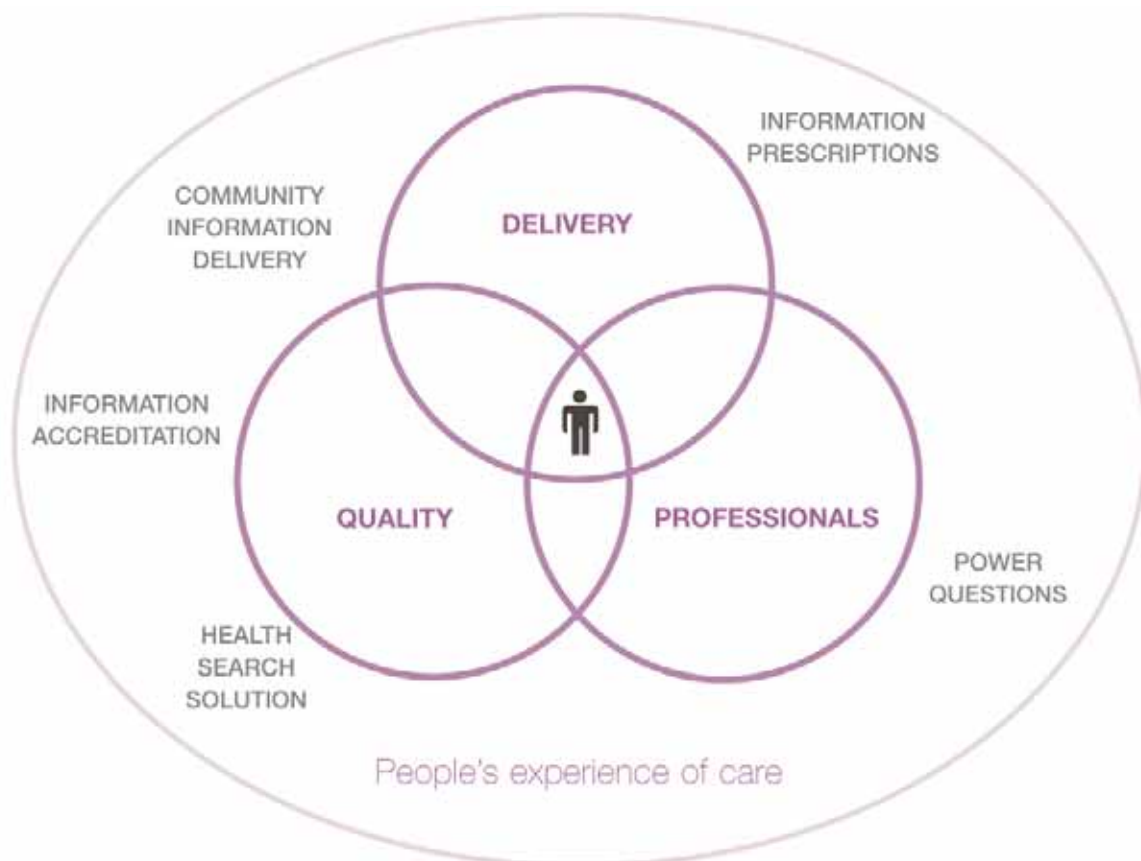 INFORMATION
PRESCRIPTIONS
COMMUNITY
INFORMATION
DELIVERY
DELIVERY
INFORMATION
ACCREDITATION
QUALITY
PROFESSIONALS
POWER
QUESTIONS
HEALTH
SEARCH
SOLUTION
People's experience of care